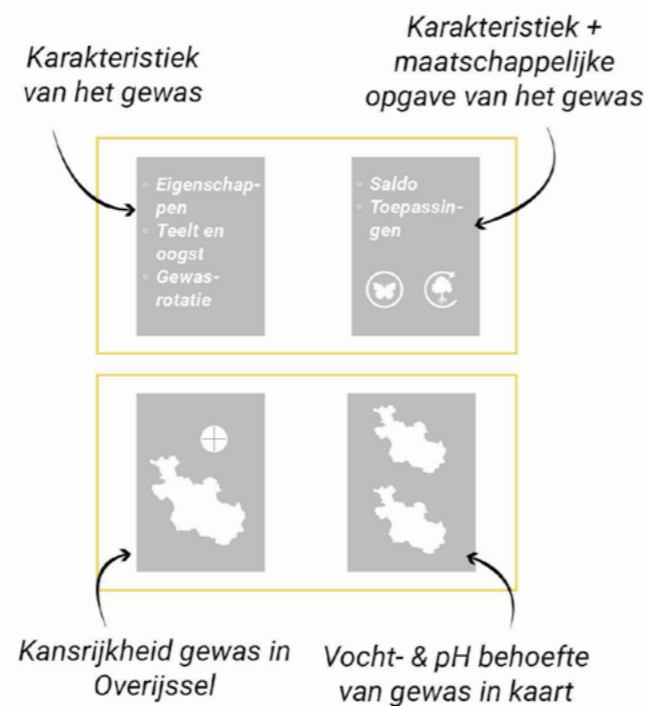 Karakteristiek
van het gewas
Karakteristiek +
maatschappelijke
opgave van het gewas
◦ Eigenschap-
pen
◦ Teelt en
oogst
◦ Gewas-
rotatie
◦ Saldo
◦ Toepassin-
gen
Kansrijkheid gewas in
Overijssel
Vocht- & pH behoefte
van gewas in kaart